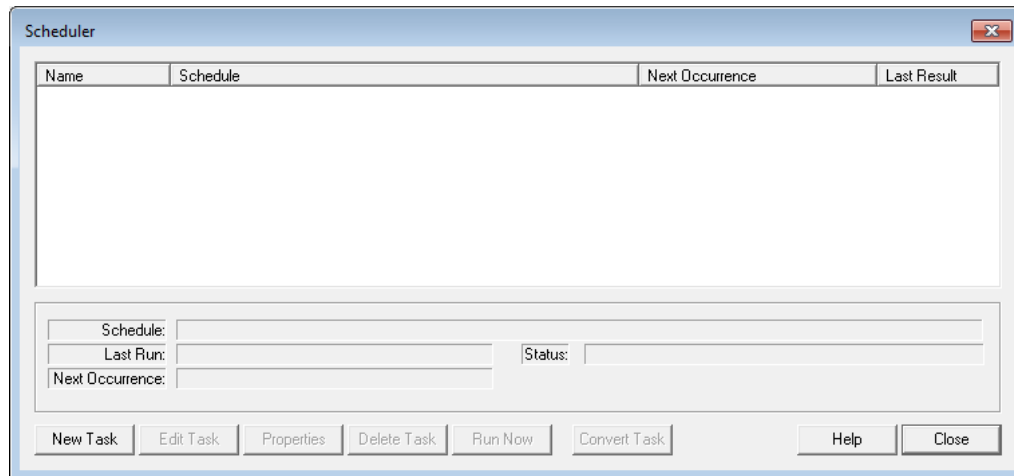 Scheduler
Name Schedule Next Occurrence Last Result
Schedule:
Last Run: Status:
Next Occurrence:
New Task Edit Task Properties Delete Task Run Now Convert Task Help Close